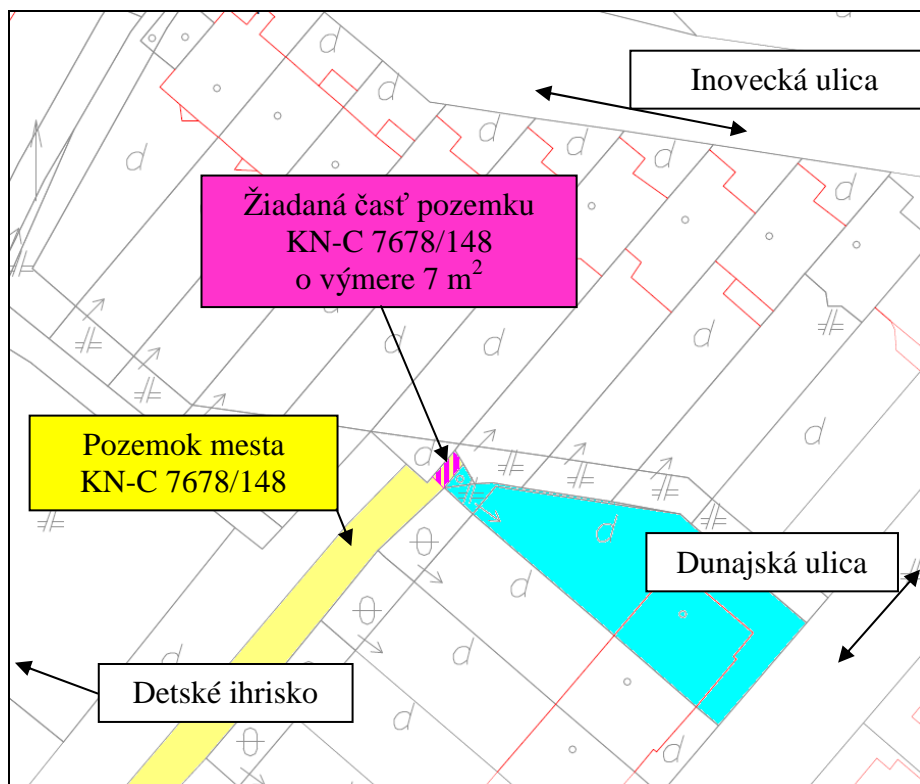 Inovecká ulica
Žiadaná časť pozemku
KN-C 7678/148
o výmere 7 m²
Pozemok mesta
KN-C 7678/148
Dunajská ulica
Detské ihrisko